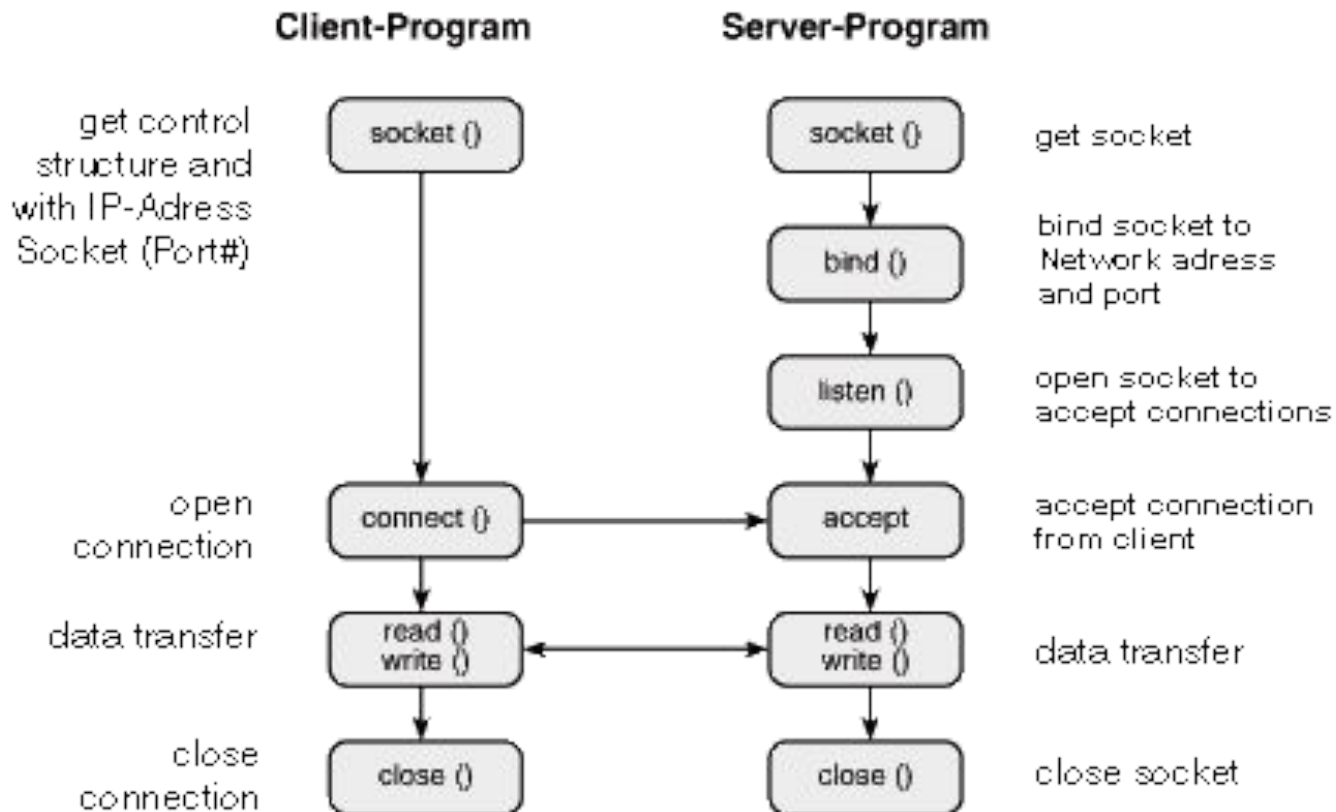 Client-Program
Server-Program
get control
structure and
with IP-Adress
Socket (Port#)
socket ()
socket ()
get socket
bind ()
bind socket to
Network adress
and port
listen ()
open socket to
accept connections
open
connection
connect ()
accept
accept connection
from client
data transfer
read ()
write ()
read ()
write ()
data transfer
close
connection
close ()
close ()
close socket